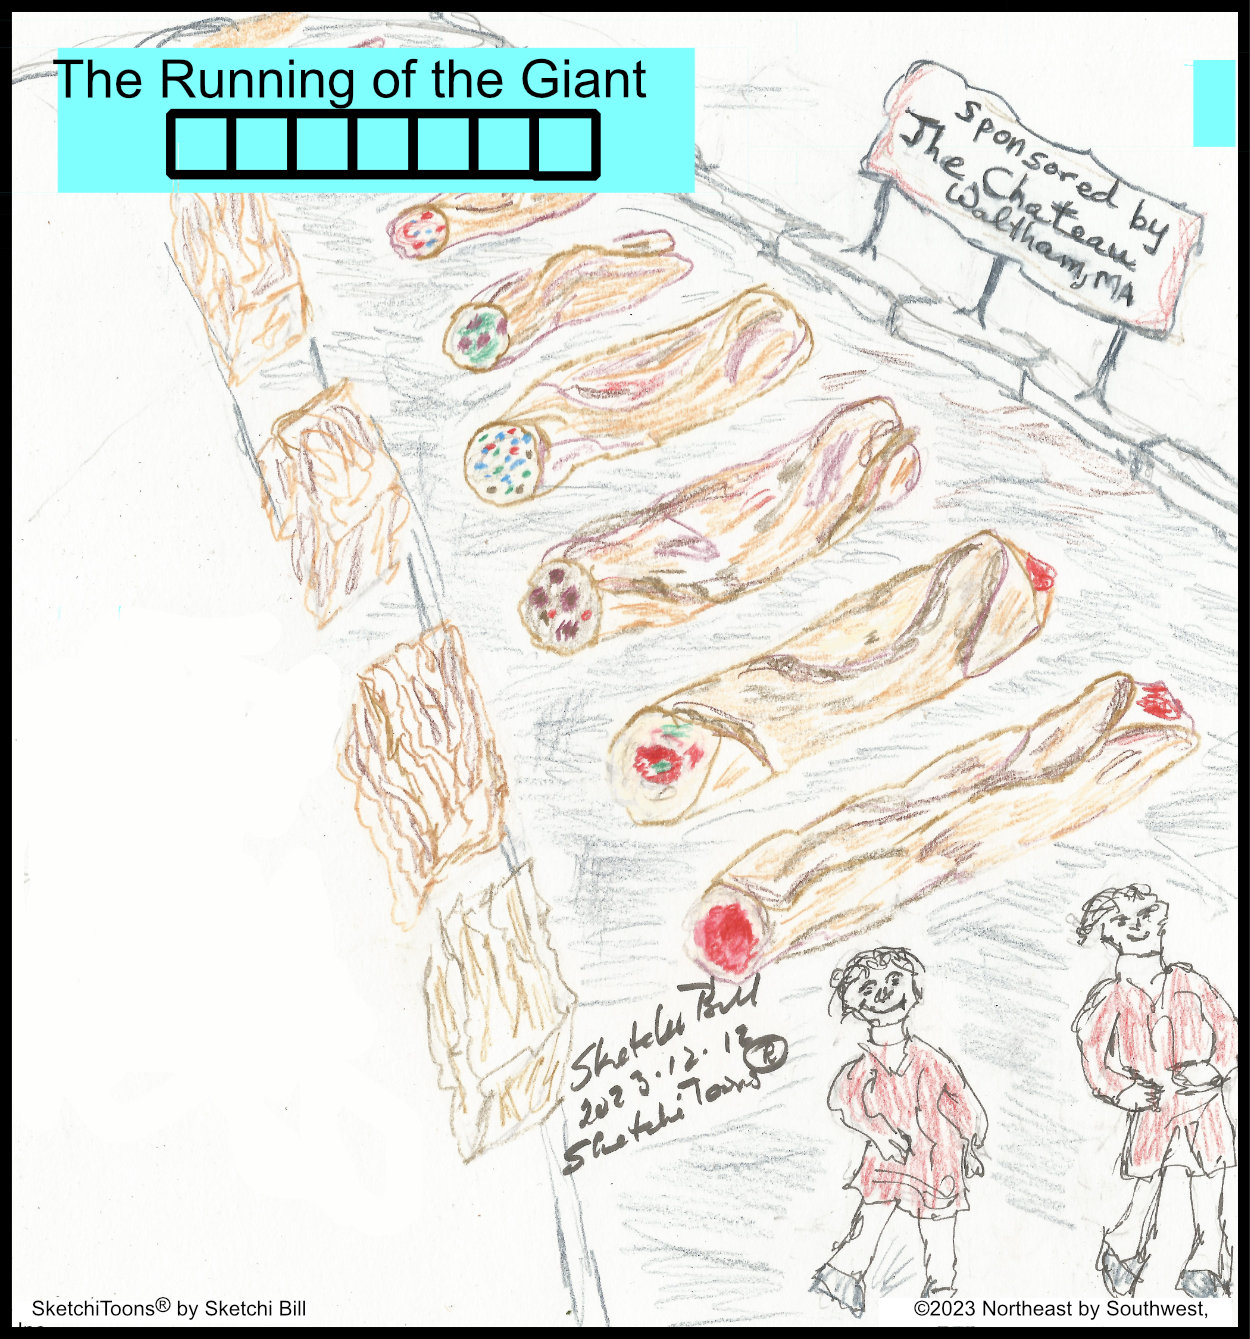 The Running of the Giant
Sponsored by
The Chateau
Waltham, MA
Sketchi Bill
2023.12.12
SketchiToons ®
SketchiToons® by Sketchi Bill
©2023 Northeast by Southwest,